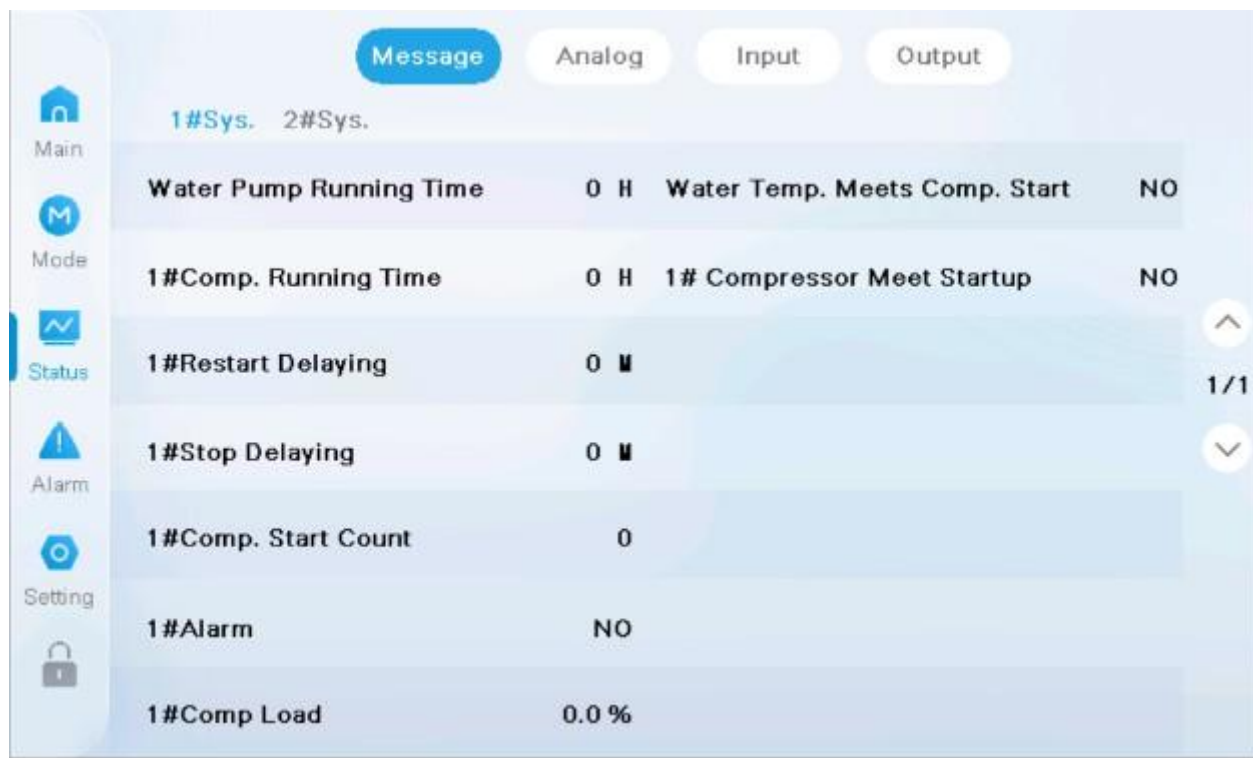 Message Analog Input Output
1#Sys. 2#Sys.
Main
Mode
Status
Alarm
Setting
Water Pump Running Time 0 H Water Temp. Meets Comp. Start NO
1#Comp. Running Time 0 H 1# Compressor Meet Startup NO
1#Restart Delaying 0 M
1#Stop Delaying 0 M
1#Comp. Start Count 0
1#Alarm NO
1#Comp Load 0.0 %
1/1